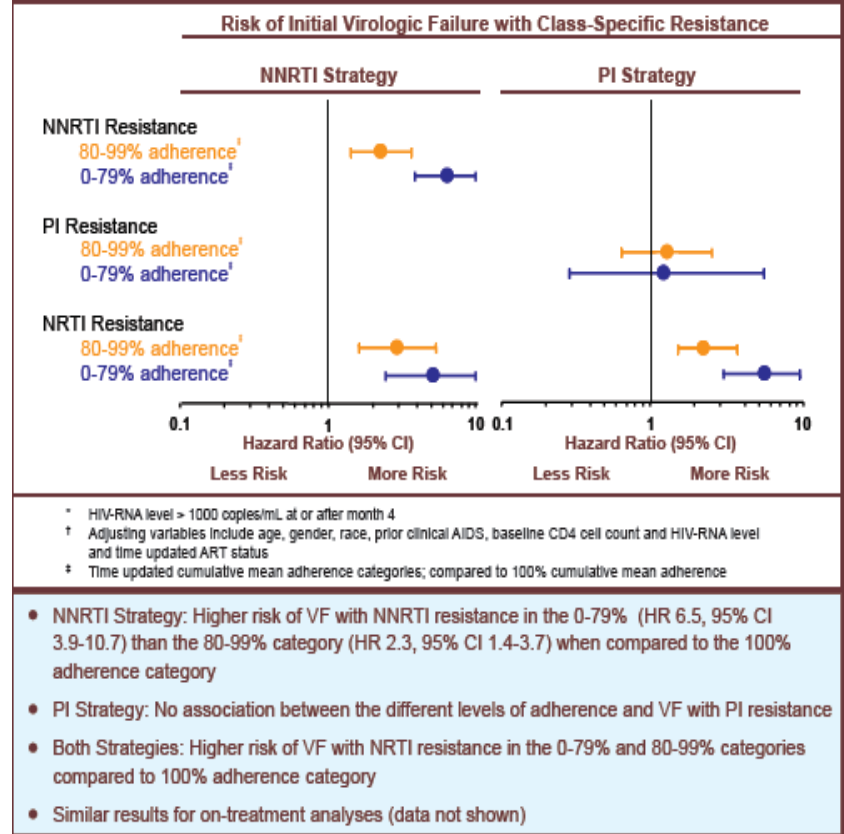 Risk of Initial Virologic Failure with Class-Specific Resistance
NNRTI Strategy
PI Strategy
NNRTI Resistance
80-99% adherence‡
0-79% adherence‡
PI Resistance
80-99% adherence‡
0-79% adherence‡
NRTI Resistance
80-99% adherence‡
0-79% adherence‡
0.1 1 10 0.1 1 10
Hazard Ratio (95% CI) Hazard Ratio (95% CI)
Less Risk More Risk Less Risk More Risk
* HIV-RNA level > 1000 copies/mL at or after month 4
† Adjusting variables include age, gender, race, prior clinical AIDS, baseline CD4 cell count and HIV-RNA level
and time updated ART status
‡ Time updated cumulative mean adherence categories; compared to 100% cumulative mean adherence
• NNRTI Strategy: Higher risk of VF with NNRTI resistance in the 0-79% (HR 6.5, 95% CI
3.9-10.7) than the 80-99% category (HR 2.3, 95% CI 1.4-3.7) when compared to the 100%
adherence category
• PI Strategy: No association between the different levels of adherence and VF with PI resistance
• Both Strategies: Higher risk of VF with NRTI resistance in the 0-79% and 80-99% categories
compared to 100% adherence category
• Similar results for on-treatment analyses (data not shown)